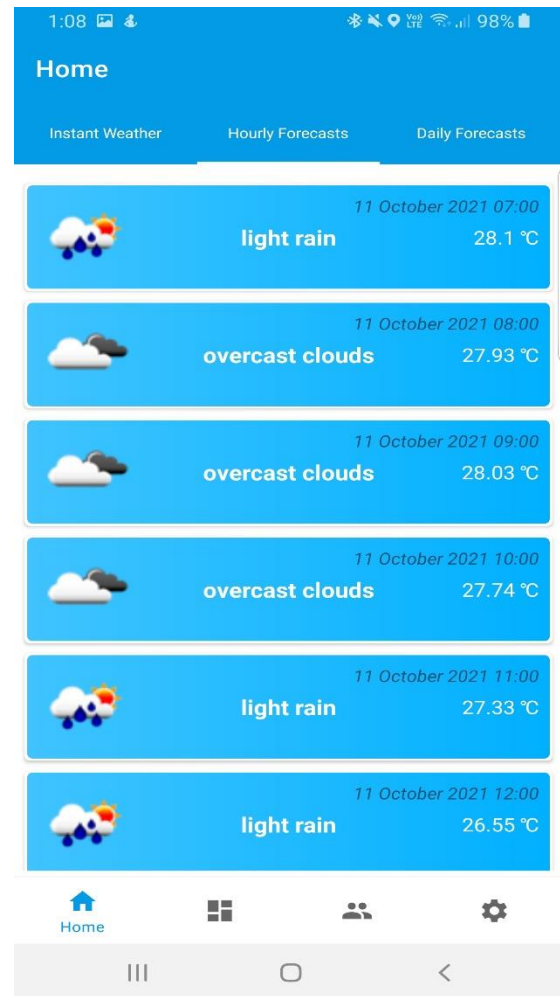 1:08 Vo)) LTE 98%
Home
Instant Weather Hourly Forecasts Daily Forecasts
11 October 2021 07:00
light rain 28.1 ℃
11 October 2021 08:00
overcast clouds 27.93 ℃
11 October 2021 09:00
overcast clouds 28.03 ℃
11 October 2021 10:00
overcast clouds 27.74 ℃
11 October 2021 11:00
light rain 27.33 ℃
11 October 2021 12:00
light rain 26.55 ℃
Home